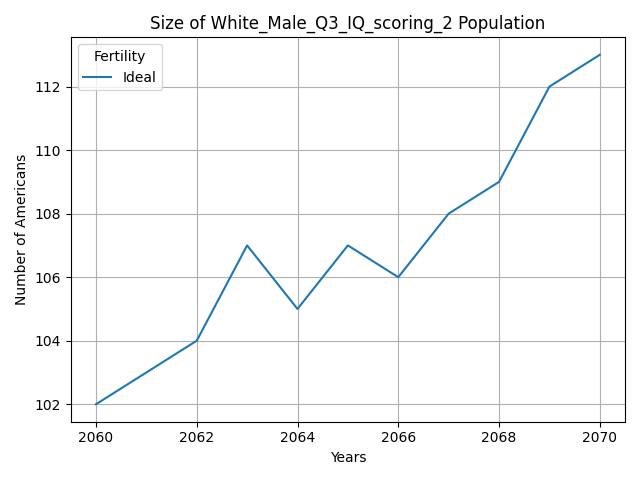 Size of White_Male_Q3_IQ_scoring_2 Population
Fertility
Ideal
Number of Americans
112
110
108
106
104
102
2060 2062 2064 2066 2068 2070
Years